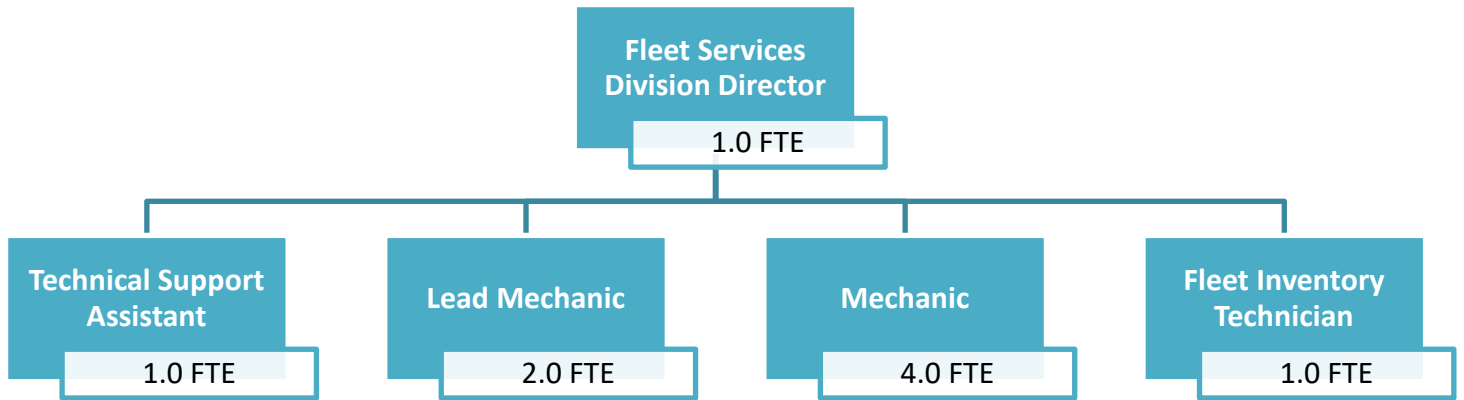 Fleet Services
Division Director
1.0 FTE
Technical Support
Assistant
1.0 FTE
Lead Mechanic
2.0 FTE
Mechanic
4.0 FTE
Fleet Inventory
Technician
1.0 FTE